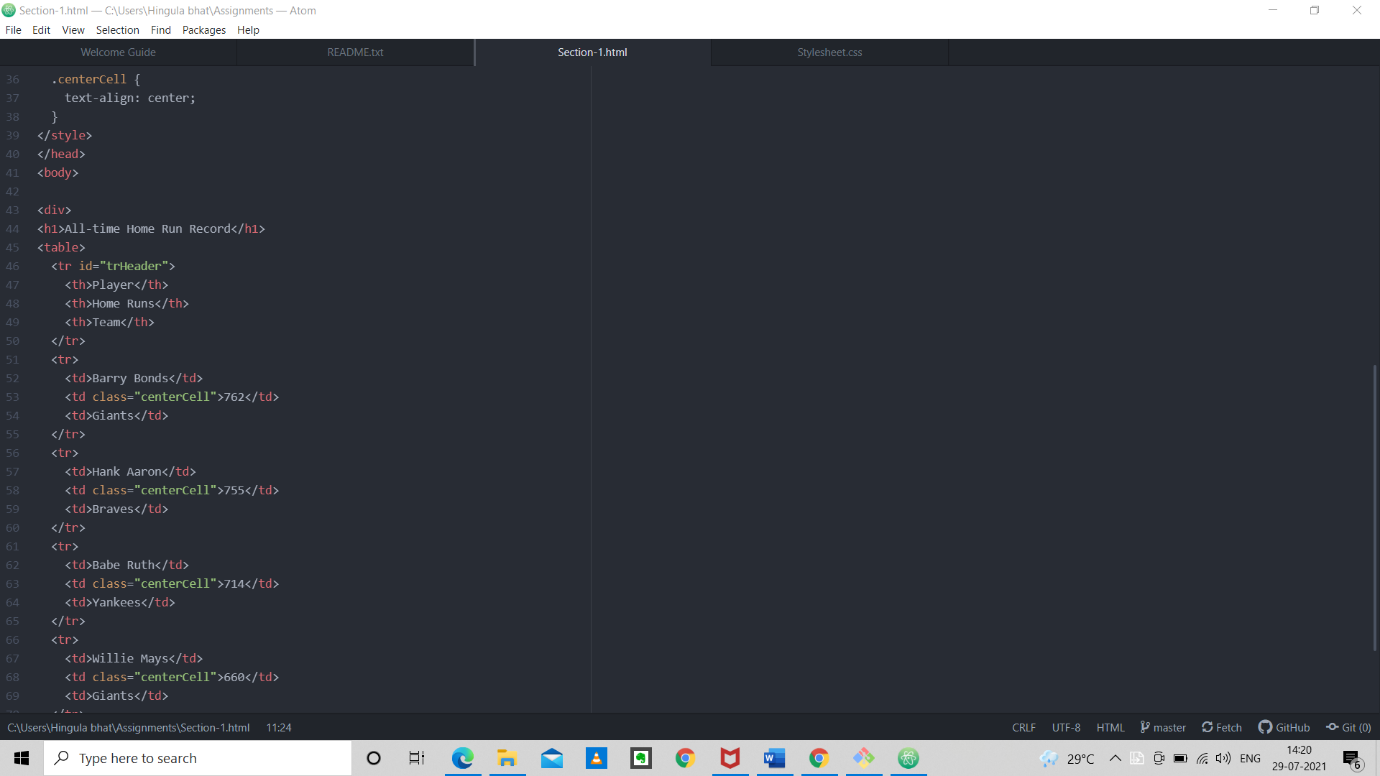 Section-1.html — C:\Users\Hingula bhat\Assignments — Atom
File Edit View Selection Find Packages Help
Welcome Guide README.txt Section-1.html Stylesheet.css
36 .centerCell {
37 text-align: center;
38 }
39 </style>
40 </head>
41 <body>
42
43 <div>
44 <h1>All-time Home Run Record</h1>
45 <table>
46 <tr id="trHeader">
47 <th>Player</th>
48 <th>Home Runs</th>
49 <th>Team</th>
50 </tr>
51 <tr>
52 <td>Barry Bonds</td>
53 <td class="centerCell">762</td>
54 <td>Giants</td>
55 </tr>
56 <tr>
57 <td>Hank Aaron</td>
58 <td class="centerCell">755</td>
59 <td>Braves</td>
60 </tr>
61 <tr>
62 <td>Babe Ruth</td>
63 <td class="centerCell">714</td>
64 <td>Yankees</td>
65 </tr>
66 <tr>
67 <td>Willie Mays</td>
68 <td class="centerCell">660</td>
69 <td>Giants</td>
C:\Users\Hingula bhat\Assignments\Section-1.html 11:24 CRLF UTF-8 HTML master Fetch GitHub Git (0)
Type here to search 29°C ENG 14:20
29-07-2021 6